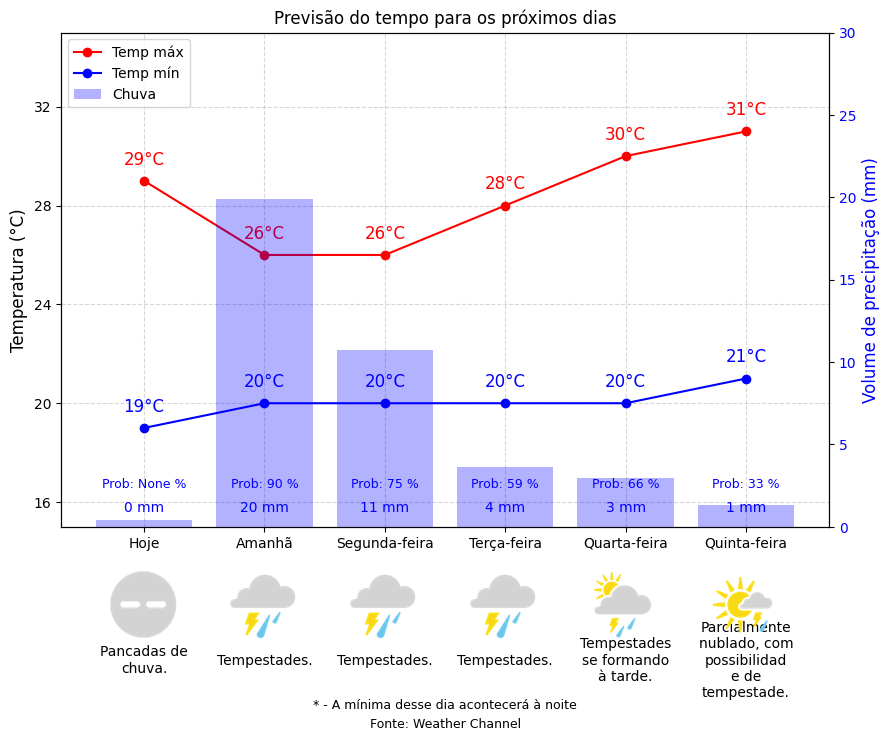 Previsão do tempo para os próximos dias
Temp máx
Temp mín
Chuva
Temperatura (°C)
32
28
24
20
16
Volume de precipitação (mm)
30
25
20
15
10
5
0
29°C
26°C
26°C
28°C
30°C
31°C
19°C
20°C
20°C
20°C
20°C
21°C
Prob: None %
Prob: 90 %
Prob: 75 %
Prob: 59 %
Prob: 66 %
Prob: 33 %
0 mm
20 mm
11 mm
4 mm
3 mm
1 mm
Hoje
Amanhã
Segunda-feira
Terça-feira
Quarta-feira
Quinta-feira
Pancadas de
chuva.
Tempestades.
Tempestades.
Tempestades.
Tempestades
se formando
à tarde.
Parcialmente
nublado, com
possibilidad
e de
tempestade.
* - A mínima desse dia acontecerá à noite
Fonte: Weather Channel